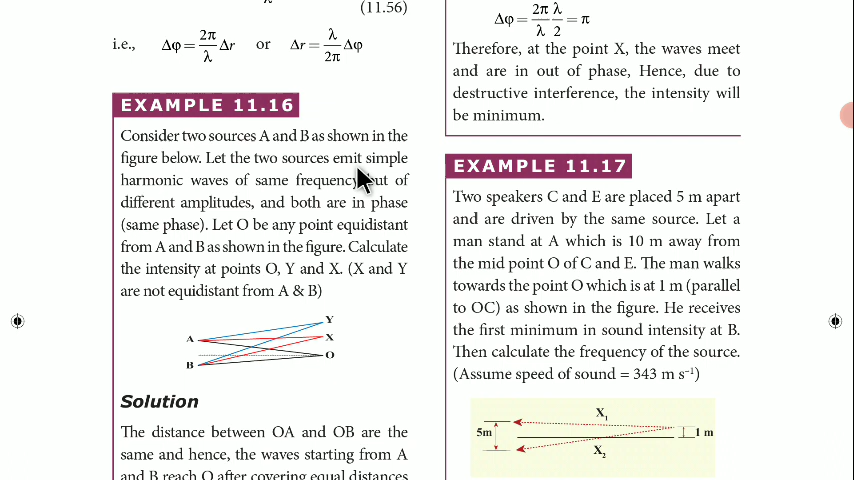 (11.56)
i.e., Δφ = 2π/λ Δr or Δr = λ/2π Δφ
EXAMPLE 11.16
Consider two sources A and B as shown in the
figure below. Let the two sources emit simple
harmonic waves of same frequency but of
different amplitudes, and both are in phase
(same phase). Let O be any point equidistant
from A and B as shown in the figure. Calculate
the intensity at points O, Y and X. (X and Y
are not equidistant from A & B)
Y
A
X
O
B
Solution
The distance between OA and OB are the
same and hence, the waves starting from A
and B reach O after covering equal distances
Δφ = 2π/λ λ/2 = π
Therefore, at the point X, the waves meet
and are in out of phase, Hence, due to
destructive interference, the intensity will
be minimum.
EXAMPLE 11.17
Two speakers C and E are placed 5 m apart
and are driven by the same source. Let a
man stand at A which is 10 m away from
the mid point O of C and E. The man walks
towards the point O which is at 1 m (parallel
to OC) as shown in the figure. He receives
the first minimum in sound intensity at B.
Then calculate the frequency of the source.
(Assume speed of sound = 343 m s⁻¹)
X₁
5m
1 m
X₂